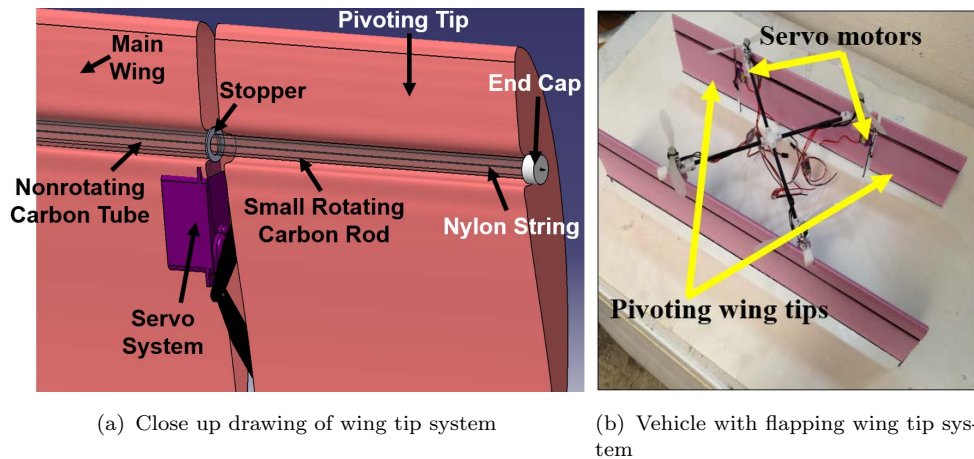 Main
Wing
Pivoting Tip
Stopper
End Cap
Nonrotating
Carbon Tube
Small Rotating
Carbon Rod
Nylon String
Servo
System
Servo motors
Pivoting wing tips
(a) Close up drawing of wing tip system
(b) Vehicle with flapping wing tip sys-
tem